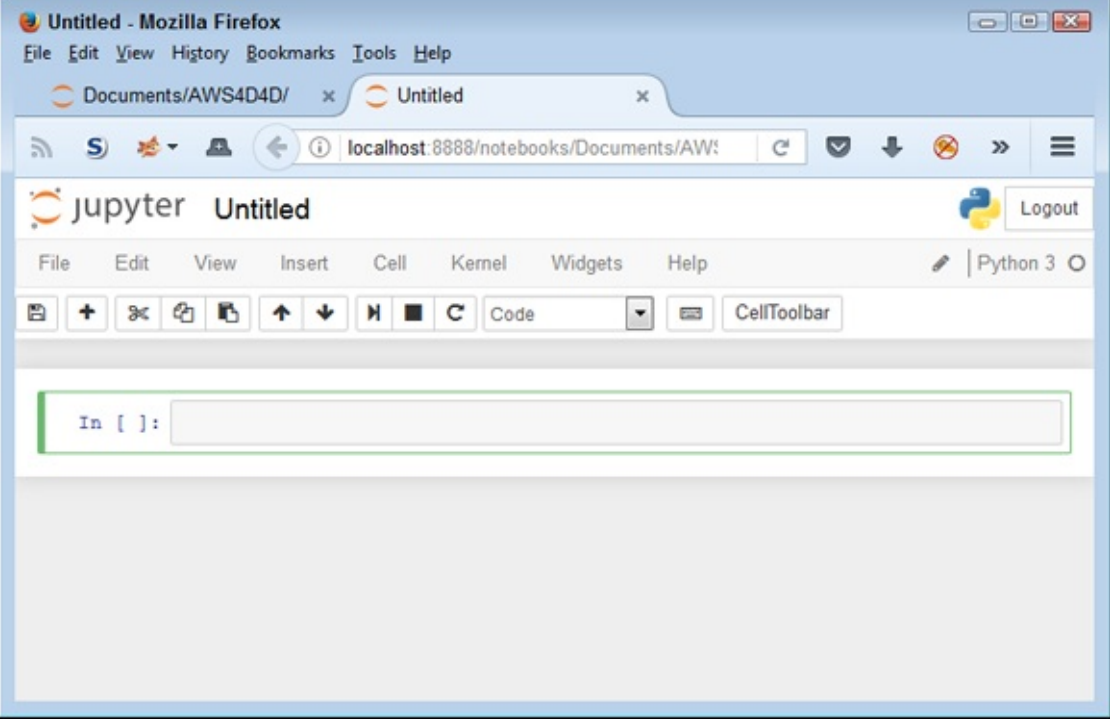 Untitled - Mozilla Firefox
File Edit View History Bookmarks Tools Help
Documents/AWS4D4D/ Untitled
localhost:8888/notebooks/Documents/AWS
jupyter Untitled Logout
File Edit View Insert Cell Kernel Widgets Help Python 3
Code CellToolbar
In [ ]: